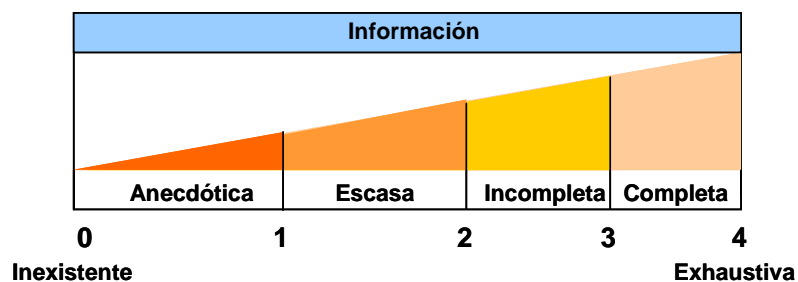 Información
Anecdótica Escasa Incompleta Completa
0 1 2 3 4
Inexistente Exhaustiva